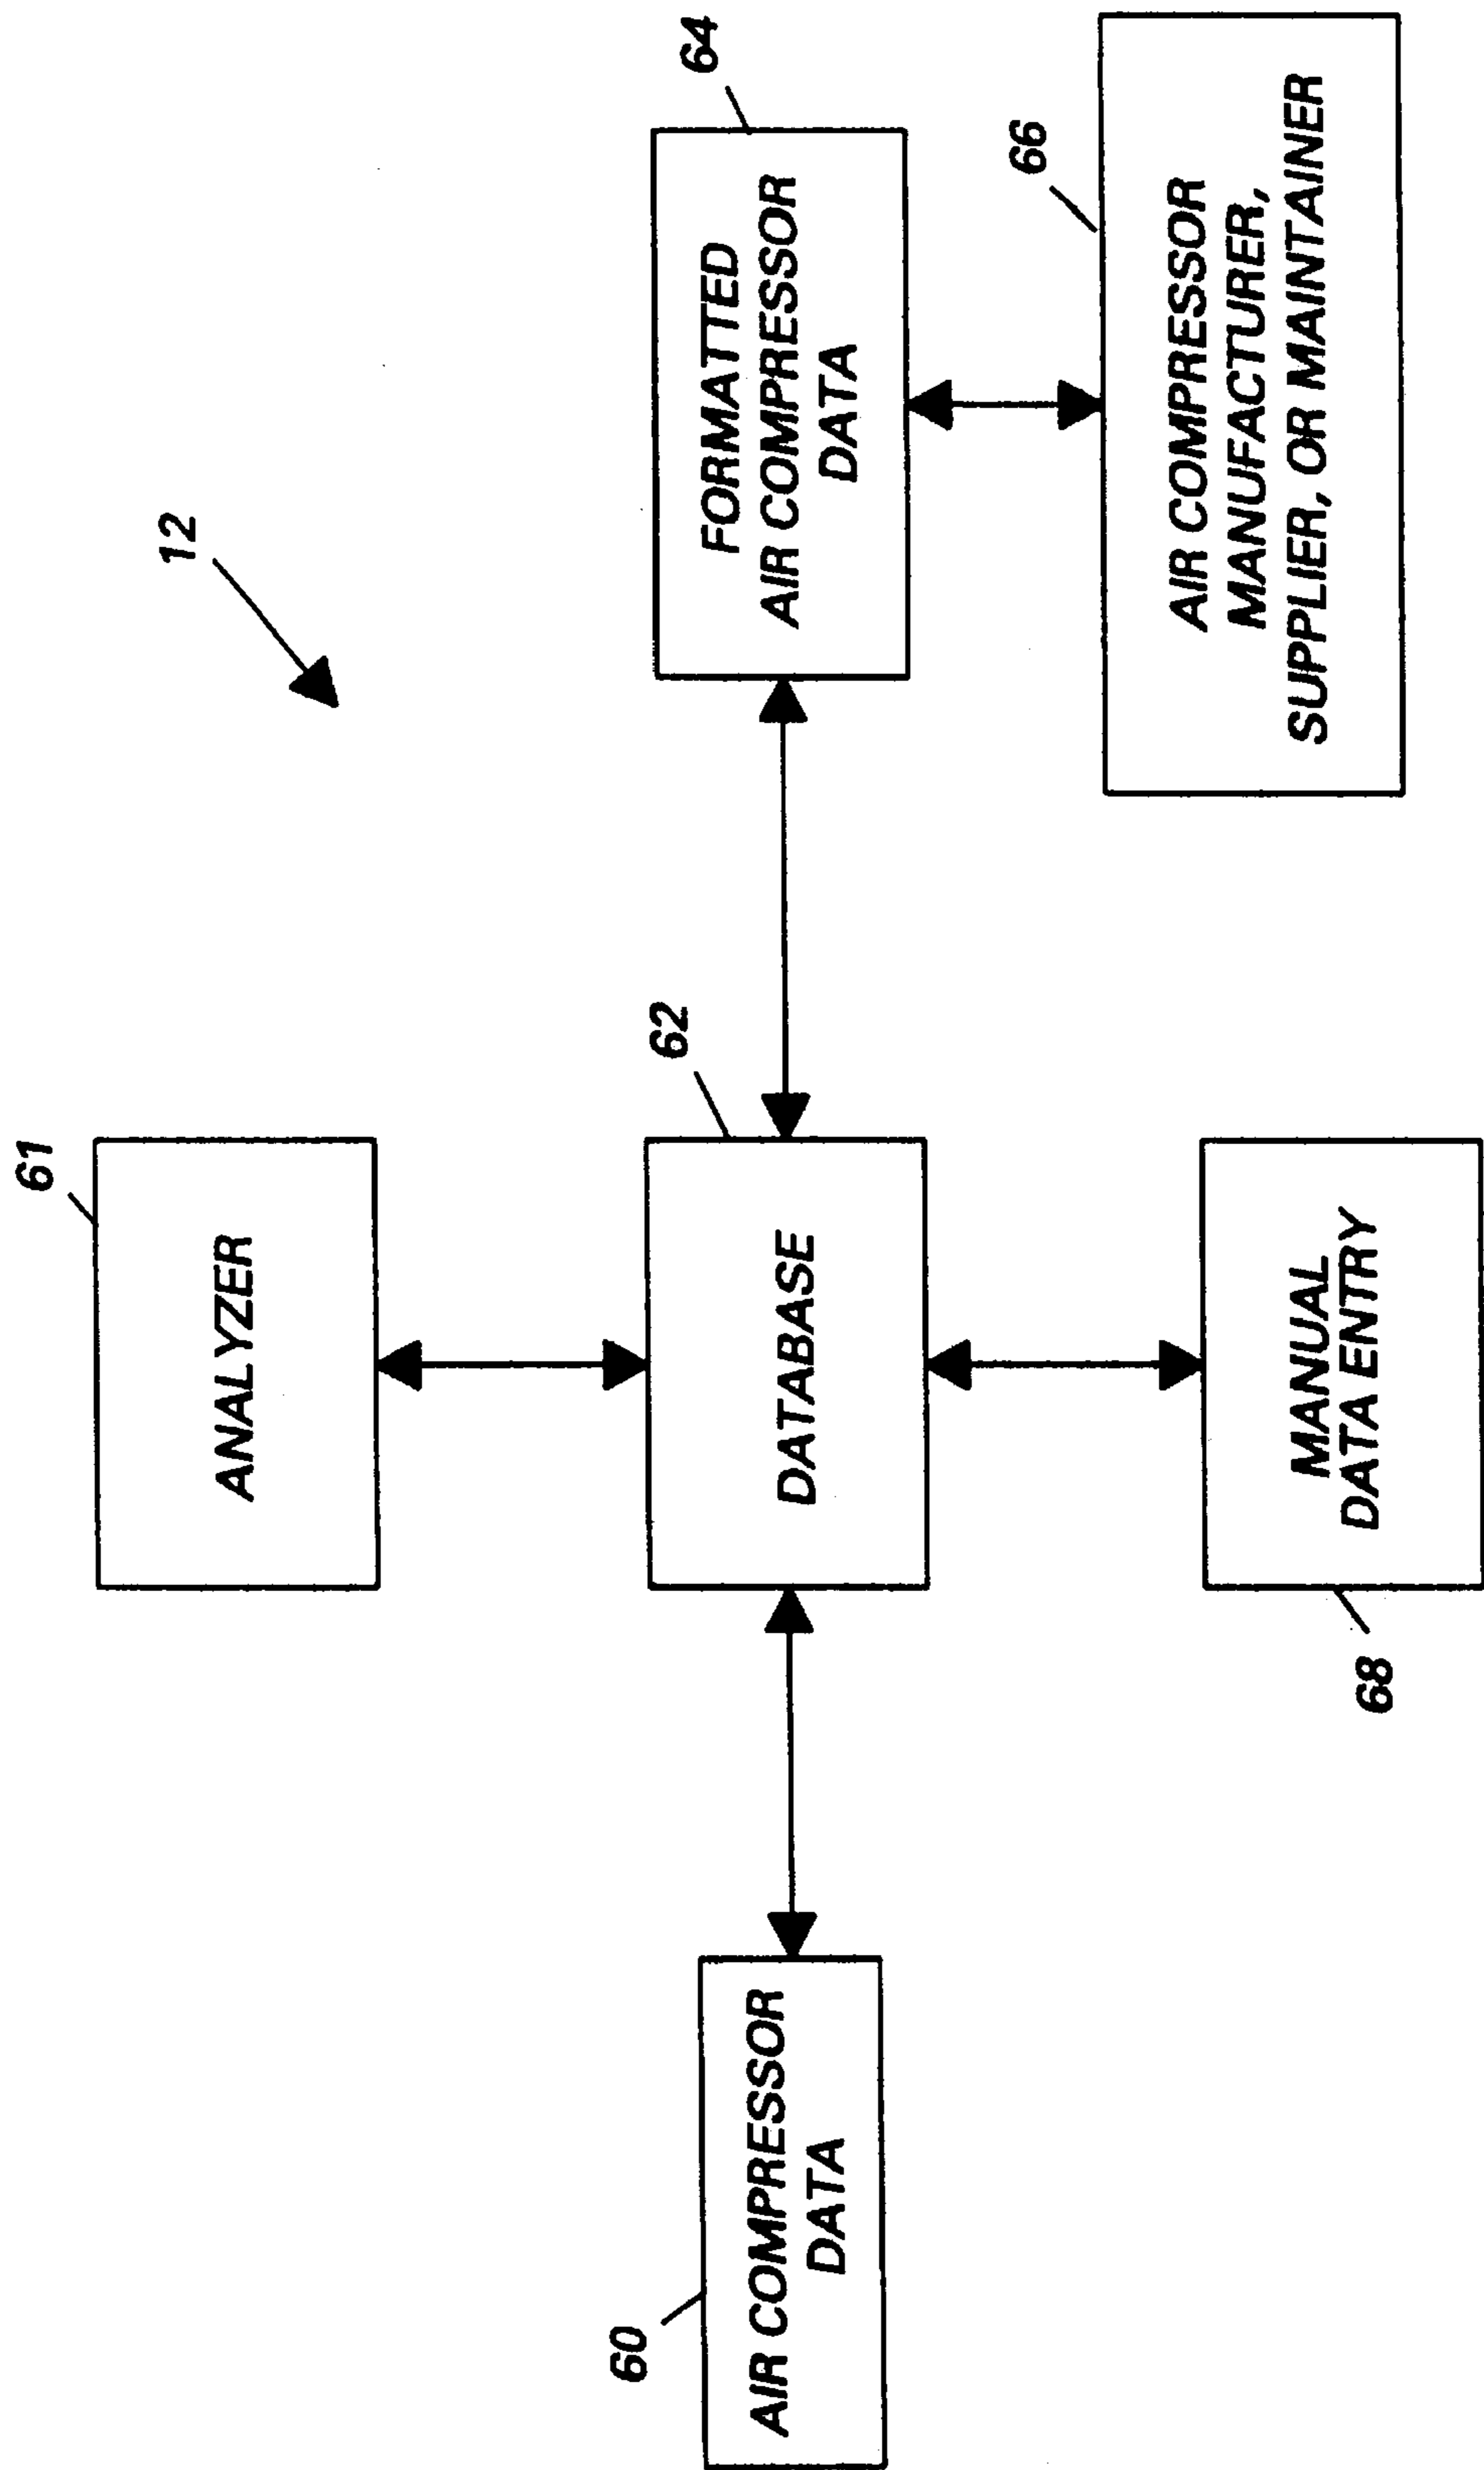 12
61
ANALYZER
60
AIR COMPRESSOR
DATA
62
DATABASE
64
FORMATTED
AIR COMPRESSOR
DATA
68
MANUAL
DATA ENTRY
66
AIR COMPRESSOR
MANUFACTURER,
SUPPLIER, OR MAINTAINER